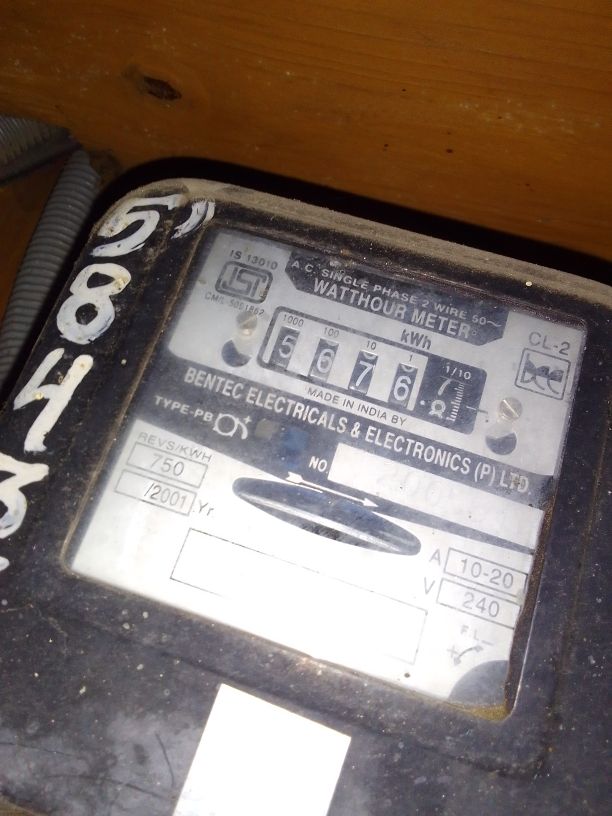 5843
IS 13010
A.C. SINGLE PHASE 2 WIRE 50~
WATTHOUR METER
CL-2
kWh
1000 100 10 1 1/10
5 6 7 6
BENTEC ELECTRICALS & ELECTRONICS (P) LTD.
MADE IN INDIA BY
TYPE-PB
REVS/KWH
750
/2001 Yr
NO
A 10-20
V 240
F L